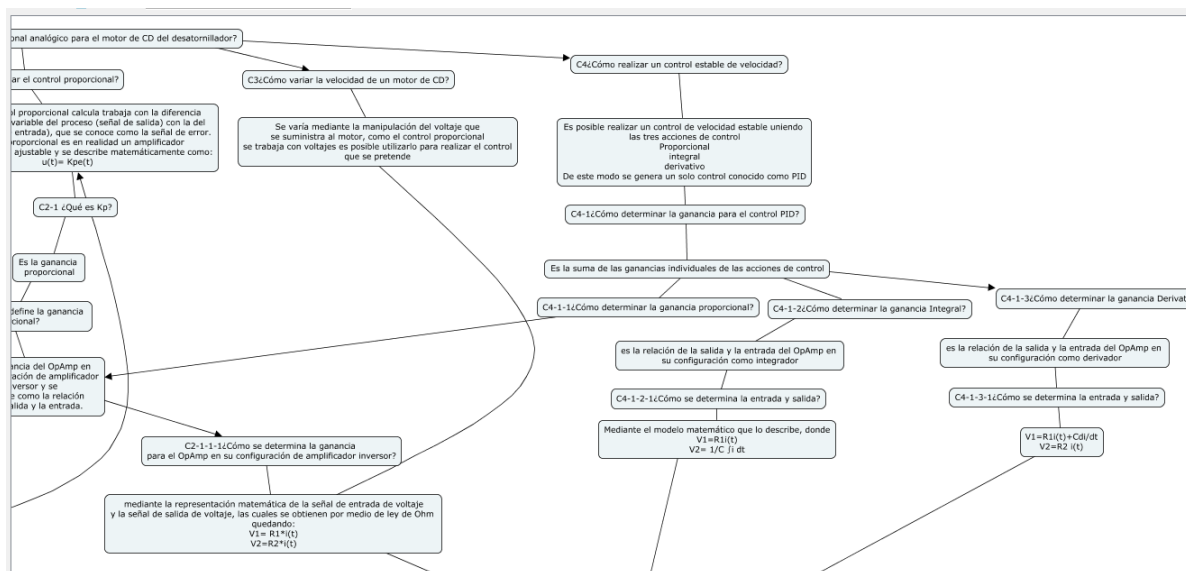 onal analógico para el motor de CD del desatornillador?
ar el control proporcional?
C3¿Cómo variar la velocidad de un motor de CD?
C4¿Cómo realizar un control estable de velocidad?
ol proporcional calcula trabaja con la diferencia
variable del proceso (señal de salida) con la del
entrada), que se conoce como la señal de error.
proporcional es en realidad un amplificador
ajustable y se describe matemáticamente como:
u(t)= Kpe(t)
Se varía mediante la manipulación del voltaje que
se suministra al motor, como el control proporcional
se trabaja con voltajes es posible utilizarlo para realizar el control
que se pretende
Es posible realizar un control de velocidad estable uniendo
las tres acciones de control
Proporcional
integral
derivativo
De este modo se genera un solo control conocido como PID
C2-1 ¿Qué es Kp?
C4-1¿Cómo determinar la ganancia para el control PID?
Es la ganancia
proporcional
Es la suma de las ganancias individuales de las acciones de control
define la ganancia
cional?
C4-1-1¿Cómo determinar la ganancia proporcional?
C4-1-2¿Cómo determinar la ganancia Integral?
C4-1-3¿Cómo determinar la ganancia Derivat
ancia del OpAmp en
ración de amplificador
versor y se
e como la relación
alida y la entrada.
es la relación de la salida y la entrada del OpAmp en
su configuración como integrador
es la relación de la salida y la entrada del OpAmp en
su configuración como derivador
C4-1-2-1¿Cómo se determina la entrada y salida?
C4-1-3-1¿Cómo se determina la entrada y salida?
Mediante el modelo matemático que lo describe, donde
V1=R1i(t)
V2= 1/C ∫i dt
V1=R1i(t)+Cdi/dt
V2=R2 i(t)
C2-1-1-1¿Cómo se determina la ganancia
para el OpAmp en su configuración de amplificador inversor?
mediante la representación matemática de la señal de entrada de voltaje
y la señal de salida de voltaje, las cuales se obtienen por medio de ley de Ohm
quedando:
V1= R1*i(t)
V2=R2*i(t)